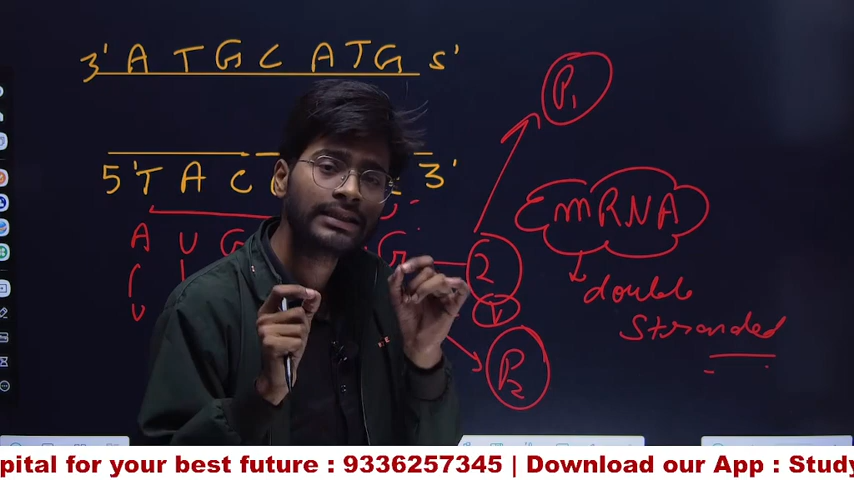 3' A T G C A T G 5'
5' T A C 3'
A U G G
U
P1
2
P2
mRNA
double
stranded
pital for your best future : 9336257345 | Download our App : Study